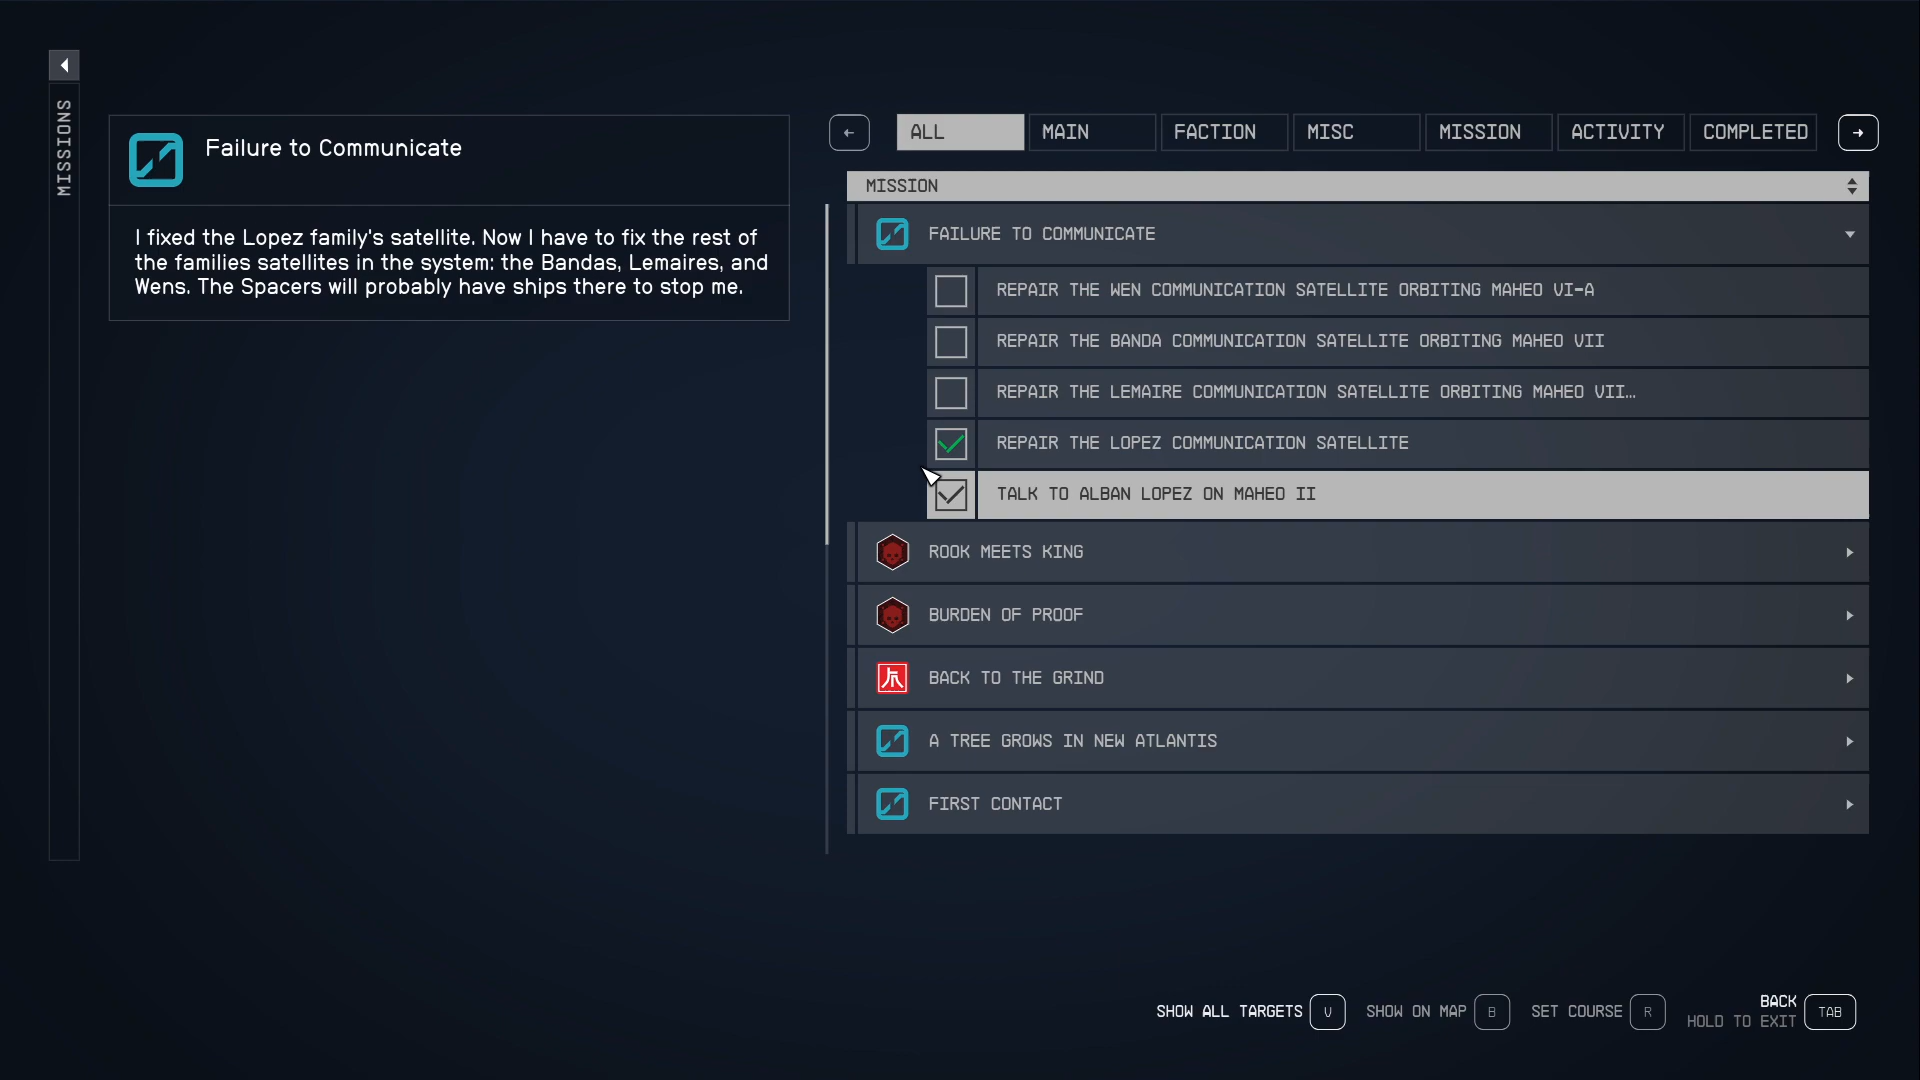 MISSIONS
Failure to Communicate
I fixed the Lopez family's satellite. Now I have to fix the rest of
the families satellites in the system: the Bandas, Lemaires, and
Wens. The Spacers will probably have ships there to stop me.
ALL MAIN FACTION MISC MISSION ACTIVITY COMPLETED
MISSION
FAILURE TO COMMUNICATE
REPAIR THE WEN COMMUNICATION SATELLITE ORBITING MAHEO VI-A
REPAIR THE BANDA COMMUNICATION SATELLITE ORBITING MAHEO VII
REPAIR THE LEMAIRE COMMUNICATION SATELLITE ORBITING MAHEO VII...
REPAIR THE LOPEZ COMMUNICATION SATELLITE
TALK TO ALBAN LOPEZ ON MAHEO II
ROOK MEETS KING
BURDEN OF PROOF
BACK TO THE GRIND
A TREE GROWS IN NEW ATLANTIS
FIRST CONTACT
SHOW ALL TARGETS V SHOW ON MAP B SET COURSE R BACK TAB
HOLD TO EXIT